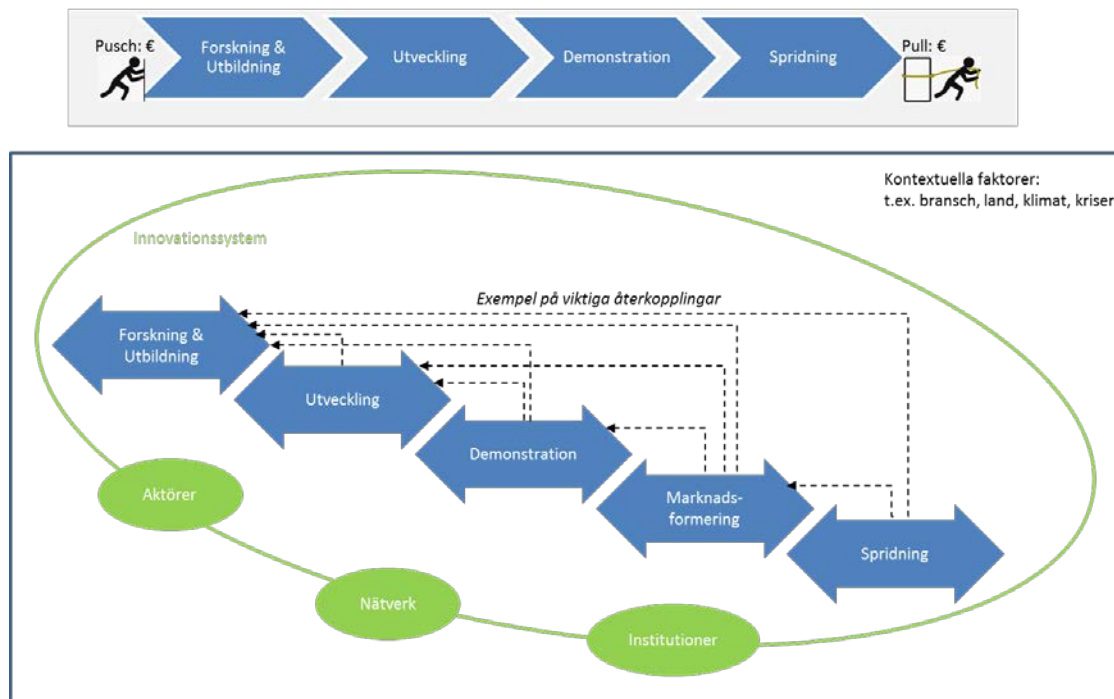 Pusch: €
Forskning &
Utbildning
Utveckling
Demonstration
Spridning
Pull: €
Kontextuella faktorer:
t.ex. bransch, land, klimat, kriser
Innovationssystem
Exempel på viktiga återkopplingar
Forskning &
Utbildning
Utveckling
Demonstration
Marknads-
formering
Spridning
Aktörer
Nätverk
Institutioner